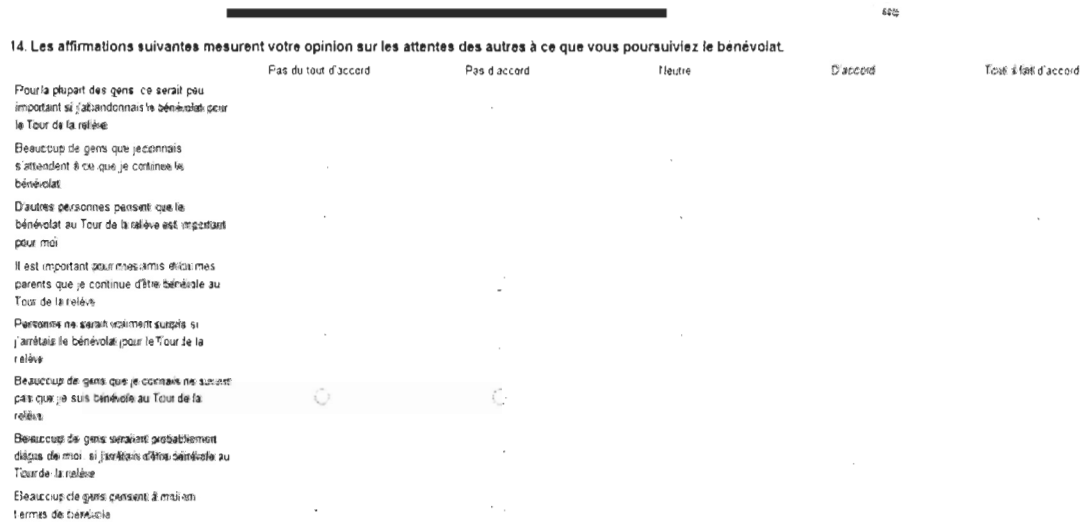 60%
14. Les affirmations suivantes mesurent votre opinion sur les attentes des autres à ce que vous poursuiviez le bénévolat.
Pas du tout d'accord Pas d'accord Neutre D'accord Tout à fait d'accord
Pour la plupart des gens ce serait peu
important si j'abandonnais le bénévolat pour
le Tour de la relève
Beaucoup de gens que je connais
s'attendent à ce que je continue le
bénévolat
D'autres personnes pensent que le
bénévolat au Tour de la relève est important
pour moi
Il est important pour mes amis et/ou mes
parents que je continue d'être bénévole au
Tour de la relève
Personne ne serait vraiment surpris si
j'arrêtais le bénévolat pour le Tour de la
relève
Beaucoup de gens que je connais ne savent
pas que je suis bénévole au Tour de la
relève
Beaucoup de gens seraient probablement
déçus de moi si j'arrêtais d'être bénévole au
Tour de la relève
Beaucoup de gens pensent à moi en
termes de bénévole